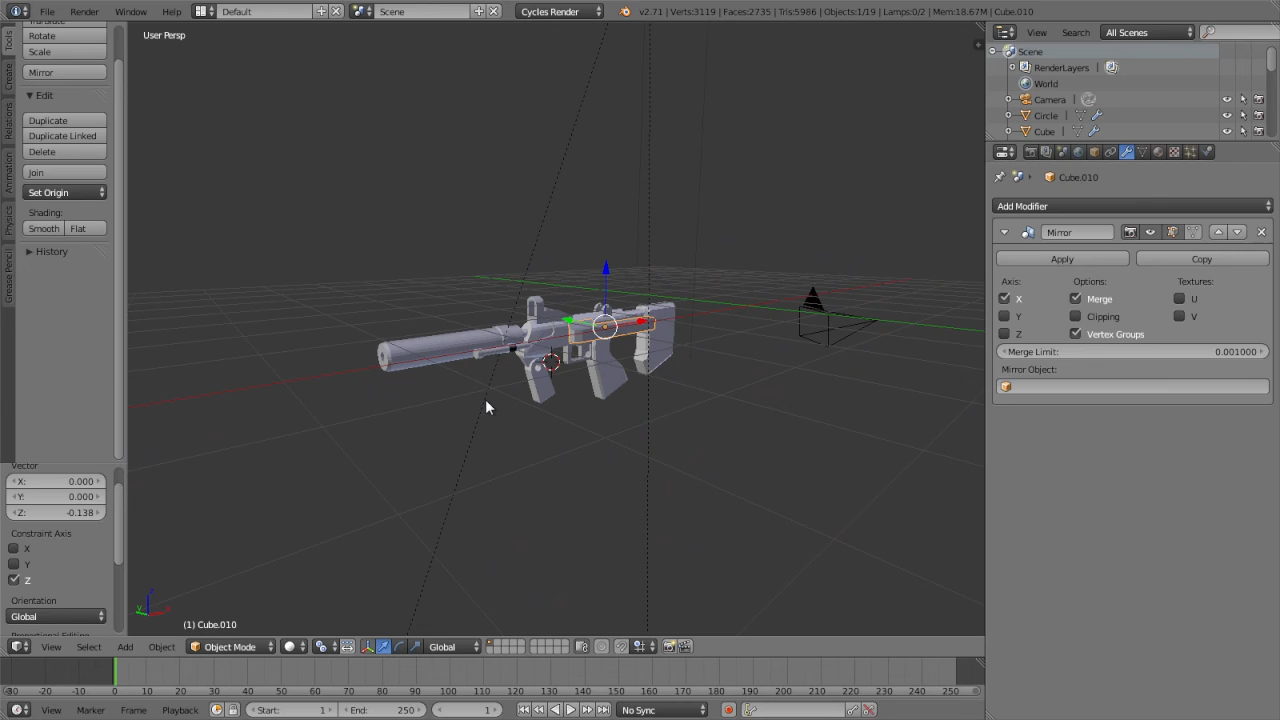 File Render Window Help Default Scene Cycles Render v2.71 | Verts:3119 | Faces:2735 | Tris:5986 | Objects:1/19 | Lamps:0/2 | Mem:18.67M | Cube.010
Rotate
Scale
Mirror
Edit
Duplicate
Duplicate Linked
Delete
Join
Set Origin
Shading:
Smooth Flat
History
Tools
Create
Relations
Animation
Physics
Grease Pencil
Vector
X: 0.000
Y: 0.000
Z: -0.138
Constraint Axis
X
Y
Z
Orientation
Global
User Persp
(1) Cube.010
View Select Add Object Object Mode Global
-20 -10 0 10 20 30 40 50 60 70 80 90 100 110 120 130 140 150 160 170 180 190 200 210 220 230 240 250
View Marker Frame Playback Start: 1 End: 250 1 No Sync
View Search All Scenes
Scene
RenderLayers
World
Camera
Circle
Cube
Cube.010
Add Modifier
Mirror
Apply Copy
Axis: Options: Textures:
X Merge U
Y Clipping V
Z Vertex Groups
Merge Limit: 0.001000
Mirror Object: